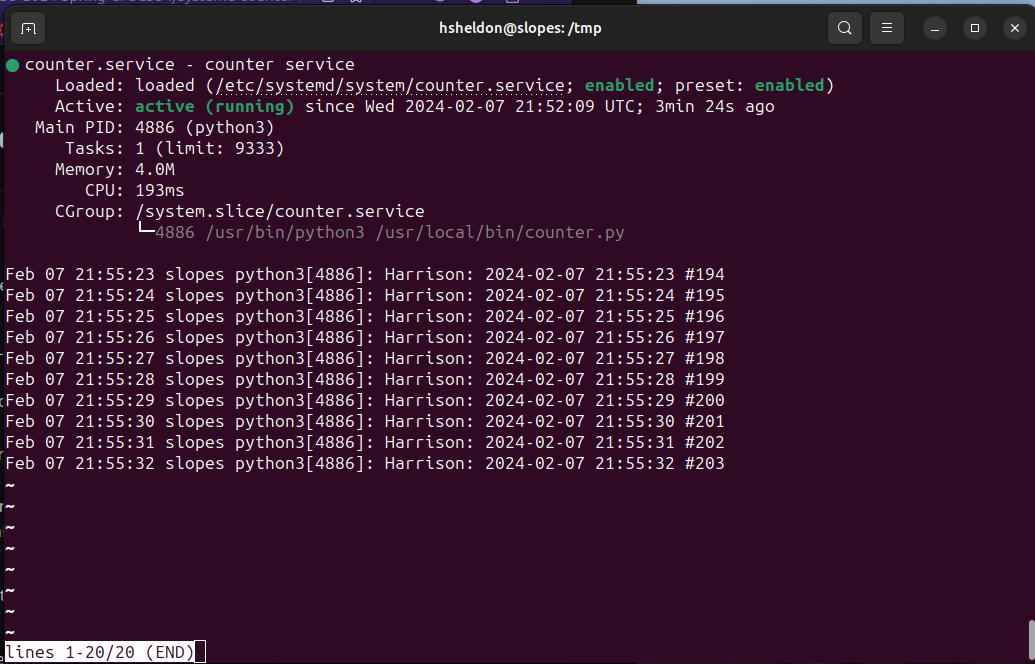 hsheldon@slopes: /tmp
counter.service - counter service
Loaded: loaded (/etc/systemd/system/counter.service; enabled; preset: enabled)
Active: active (running) since Wed 2024-02-07 21:52:09 UTC; 3min 24s ago
Main PID: 4886 (python3)
Tasks: 1 (limit: 9333)
Memory: 4.0M
CPU: 193ms
CGroup: /system.slice/counter.service
└─4886 /usr/bin/python3 /usr/local/bin/counter.py
Feb 07 21:55:23 slopes python3[4886]: Harrison: 2024-02-07 21:55:23 #194
Feb 07 21:55:24 slopes python3[4886]: Harrison: 2024-02-07 21:55:24 #195
Feb 07 21:55:25 slopes python3[4886]: Harrison: 2024-02-07 21:55:25 #196
Feb 07 21:55:26 slopes python3[4886]: Harrison: 2024-02-07 21:55:26 #197
Feb 07 21:55:27 slopes python3[4886]: Harrison: 2024-02-07 21:55:27 #198
Feb 07 21:55:28 slopes python3[4886]: Harrison: 2024-02-07 21:55:28 #199
Feb 07 21:55:29 slopes python3[4886]: Harrison: 2024-02-07 21:55:29 #200
Feb 07 21:55:30 slopes python3[4886]: Harrison: 2024-02-07 21:55:30 #201
Feb 07 21:55:31 slopes python3[4886]: Harrison: 2024-02-07 21:55:31 #202
Feb 07 21:55:32 slopes python3[4886]: Harrison: 2024-02-07 21:55:32 #203
~
~
~
~
~
~
~
~
lines 1-20/20 (END)